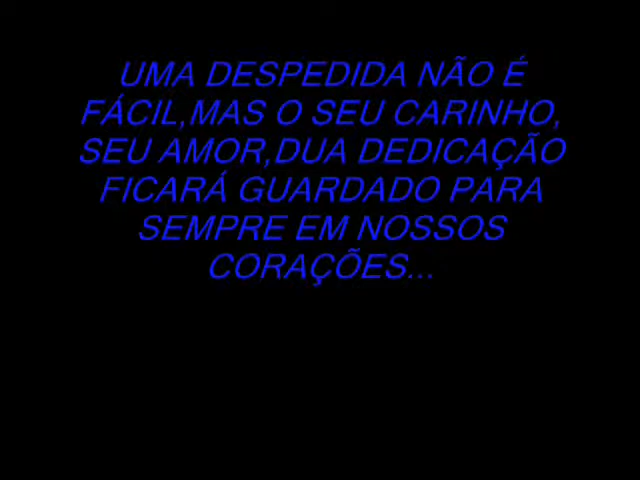 UMA DESPEDIDA NÃO É
FÁCIL,MAS O SEU CARINHO,
SEU AMOR,DUA DEDICAÇÃO
FICARÁ GUARDADO PARA
SEMPRE EM NOSSOS
CORAÇÕES...